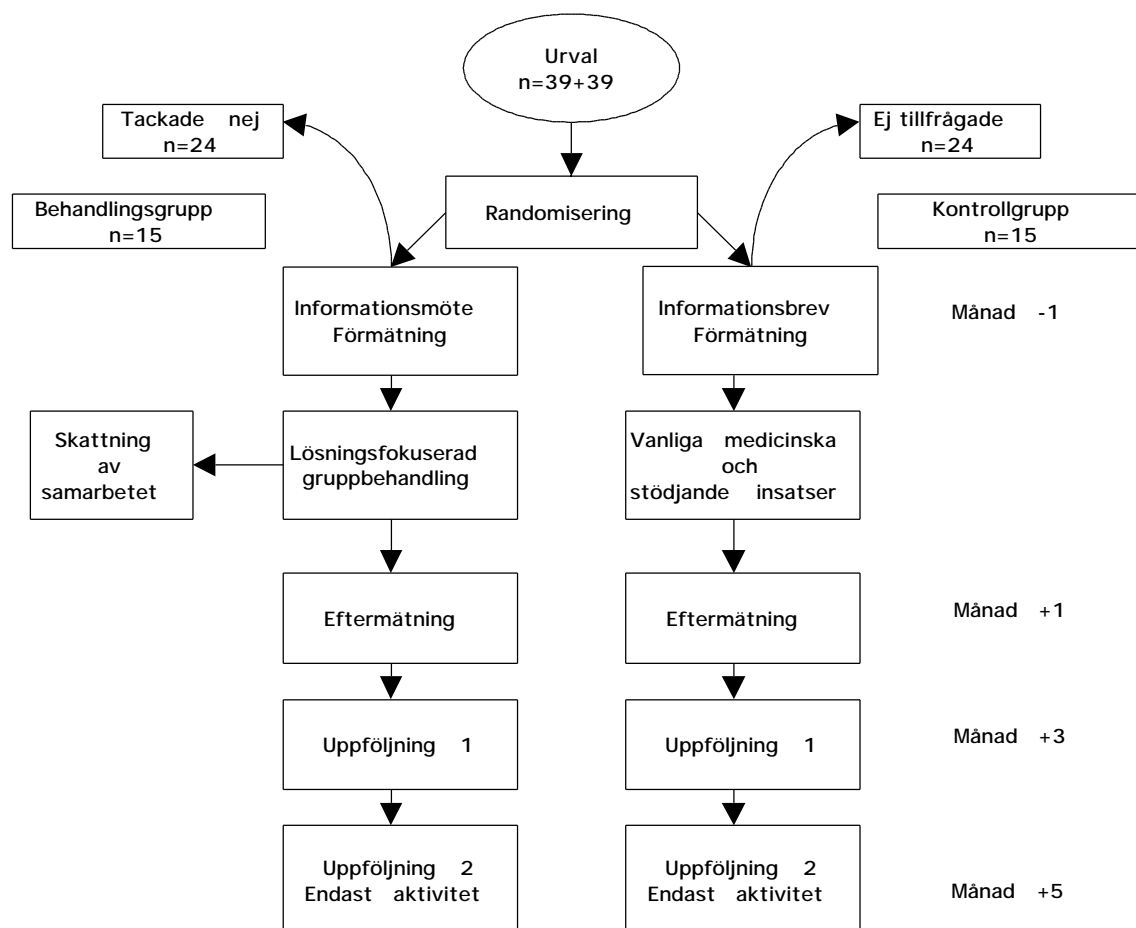 Urval
n=39+39
Tackade nej
n=24
Ej tillfrågade
n=24
Behandlingsgrupp
n=15
Randomisering
Kontrollgrupp
n=15
Informationsmöte
Förmätning
Informationsbrev
Förmätning
Månad -1
Skattning
av
samarbetet
Lösningsfokuserad
gruppbehandling
Vanliga medicinska
och
stödjande insatser
Eftermätning
Eftermätning
Månad +1
Uppföljning 1
Uppföljning 1
Månad +3
Uppföljning 2
Endast aktivitet
Uppföljning 2
Endast aktivitet
Månad +5